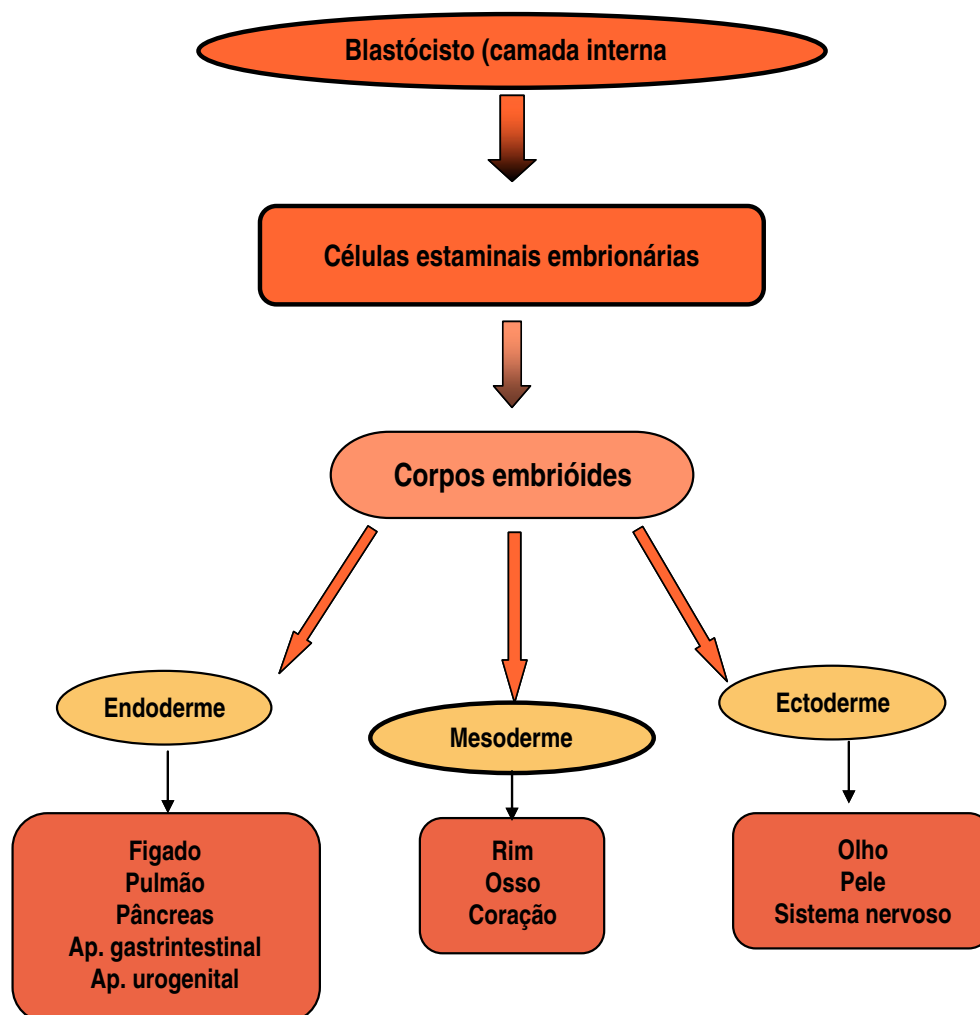 Blastócisto (camada interna
Células estaminais embrionárias
Corpos embrióides
Endoderme
Mesoderme
Ectoderme
Figado
Pulmão
Pâncreas
Ap. gastrintestinal
Ap. urogenital
Rim
Osso
Coração
Olho
Pele
Sistema nervoso